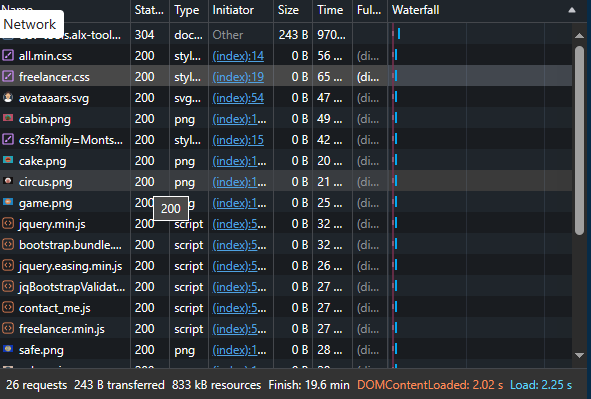 Name Stat... Type Initiator Size Time Ful... Waterfall
Network
tools.alx-tool... 304 doc... Other 243 B 970...
all.min.css 200 styl... (index):14 0 B 56 ... (di...
freelancer.css 200 styl... (index):19 0 B 65 ... (di...
avataaars.svg 200 svg... (index):54 0 B 47 ... (di...
cabin.png 200 png (index):1... 0 B 49 ... (di...
css?family=Monts... 200 styl... (index):15 0 B 42 ... (di...
cake.png 200 png (index):1... 0 B 20 ... (di...
circus.png 200 png (index):1... 0 B 21 ... (di...
game.png 200 (index):1... 0 B 25 ... (di...
200
jquery.min.js 200 script (index):5... 0 B 32 ... (di...
bootstrap.bundle.... 200 script (index):5... 0 B 32 ... (di...
jquery.easing.min.js 200 script (index):5... 0 B 26 ... (di...
jqBootstrapValidat... 200 script (index):5... 0 B 27 ... (di...
contact_me.js 200 script (index):5... 0 B 27 ... (di...
freelancer.min.js 200 script (index):5... 0 B 27 ... (di...
safe.png 200 png (index):1... 0 B 28 ... (di...
26 requests 243 B transferred 833 kB resources Finish: 19.6 min DOMContentLoaded: 2.02 s Load: 2.25 s